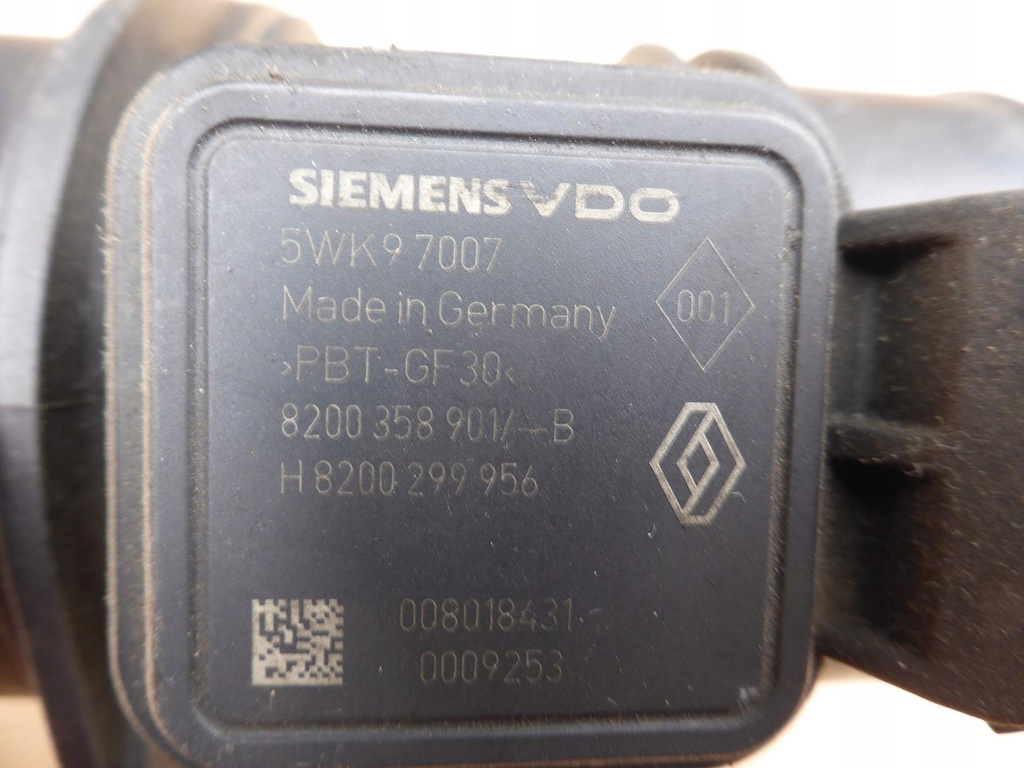 SIEMENS VDO
5WK9 7007
Made in Germany
001
>PBT-GF30<
8200 358 901/--B
H 8200 299 956
008018431
0009253